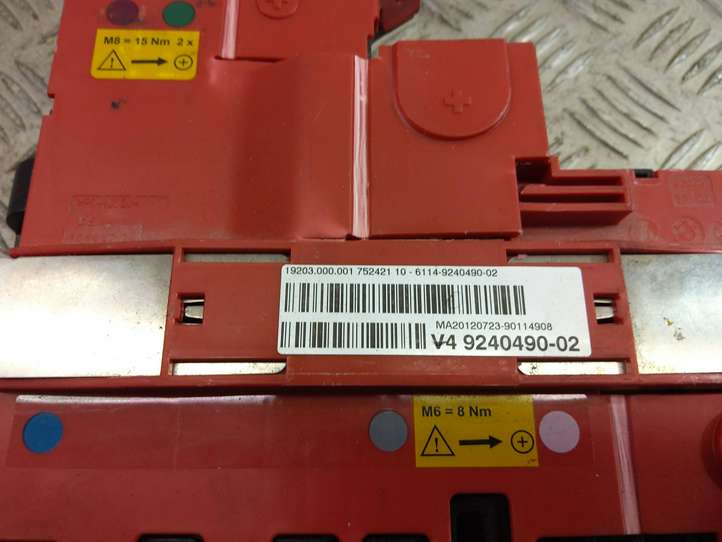 M8 = 15 Nm 2 x
19203.000.001 752421 10 - 6114-9240490-02
MA20120723-90114908
V4 9240490-02
M6 = 8 Nm